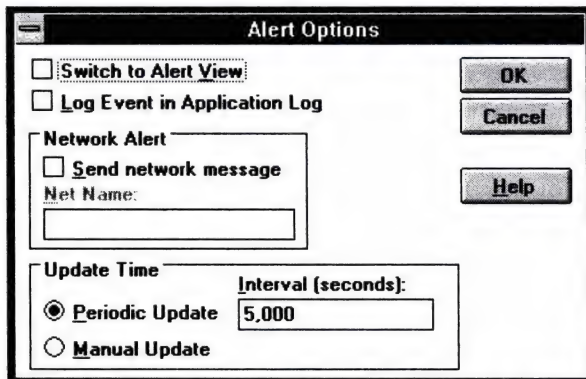 Alert Options
Switch to Alert View
Log Event in Application Log
OK
Cancel
Help
Network Alert
Send network message
Net Name:
Update Time
Interval (seconds):
Periodic Update
5,000
Manual Update